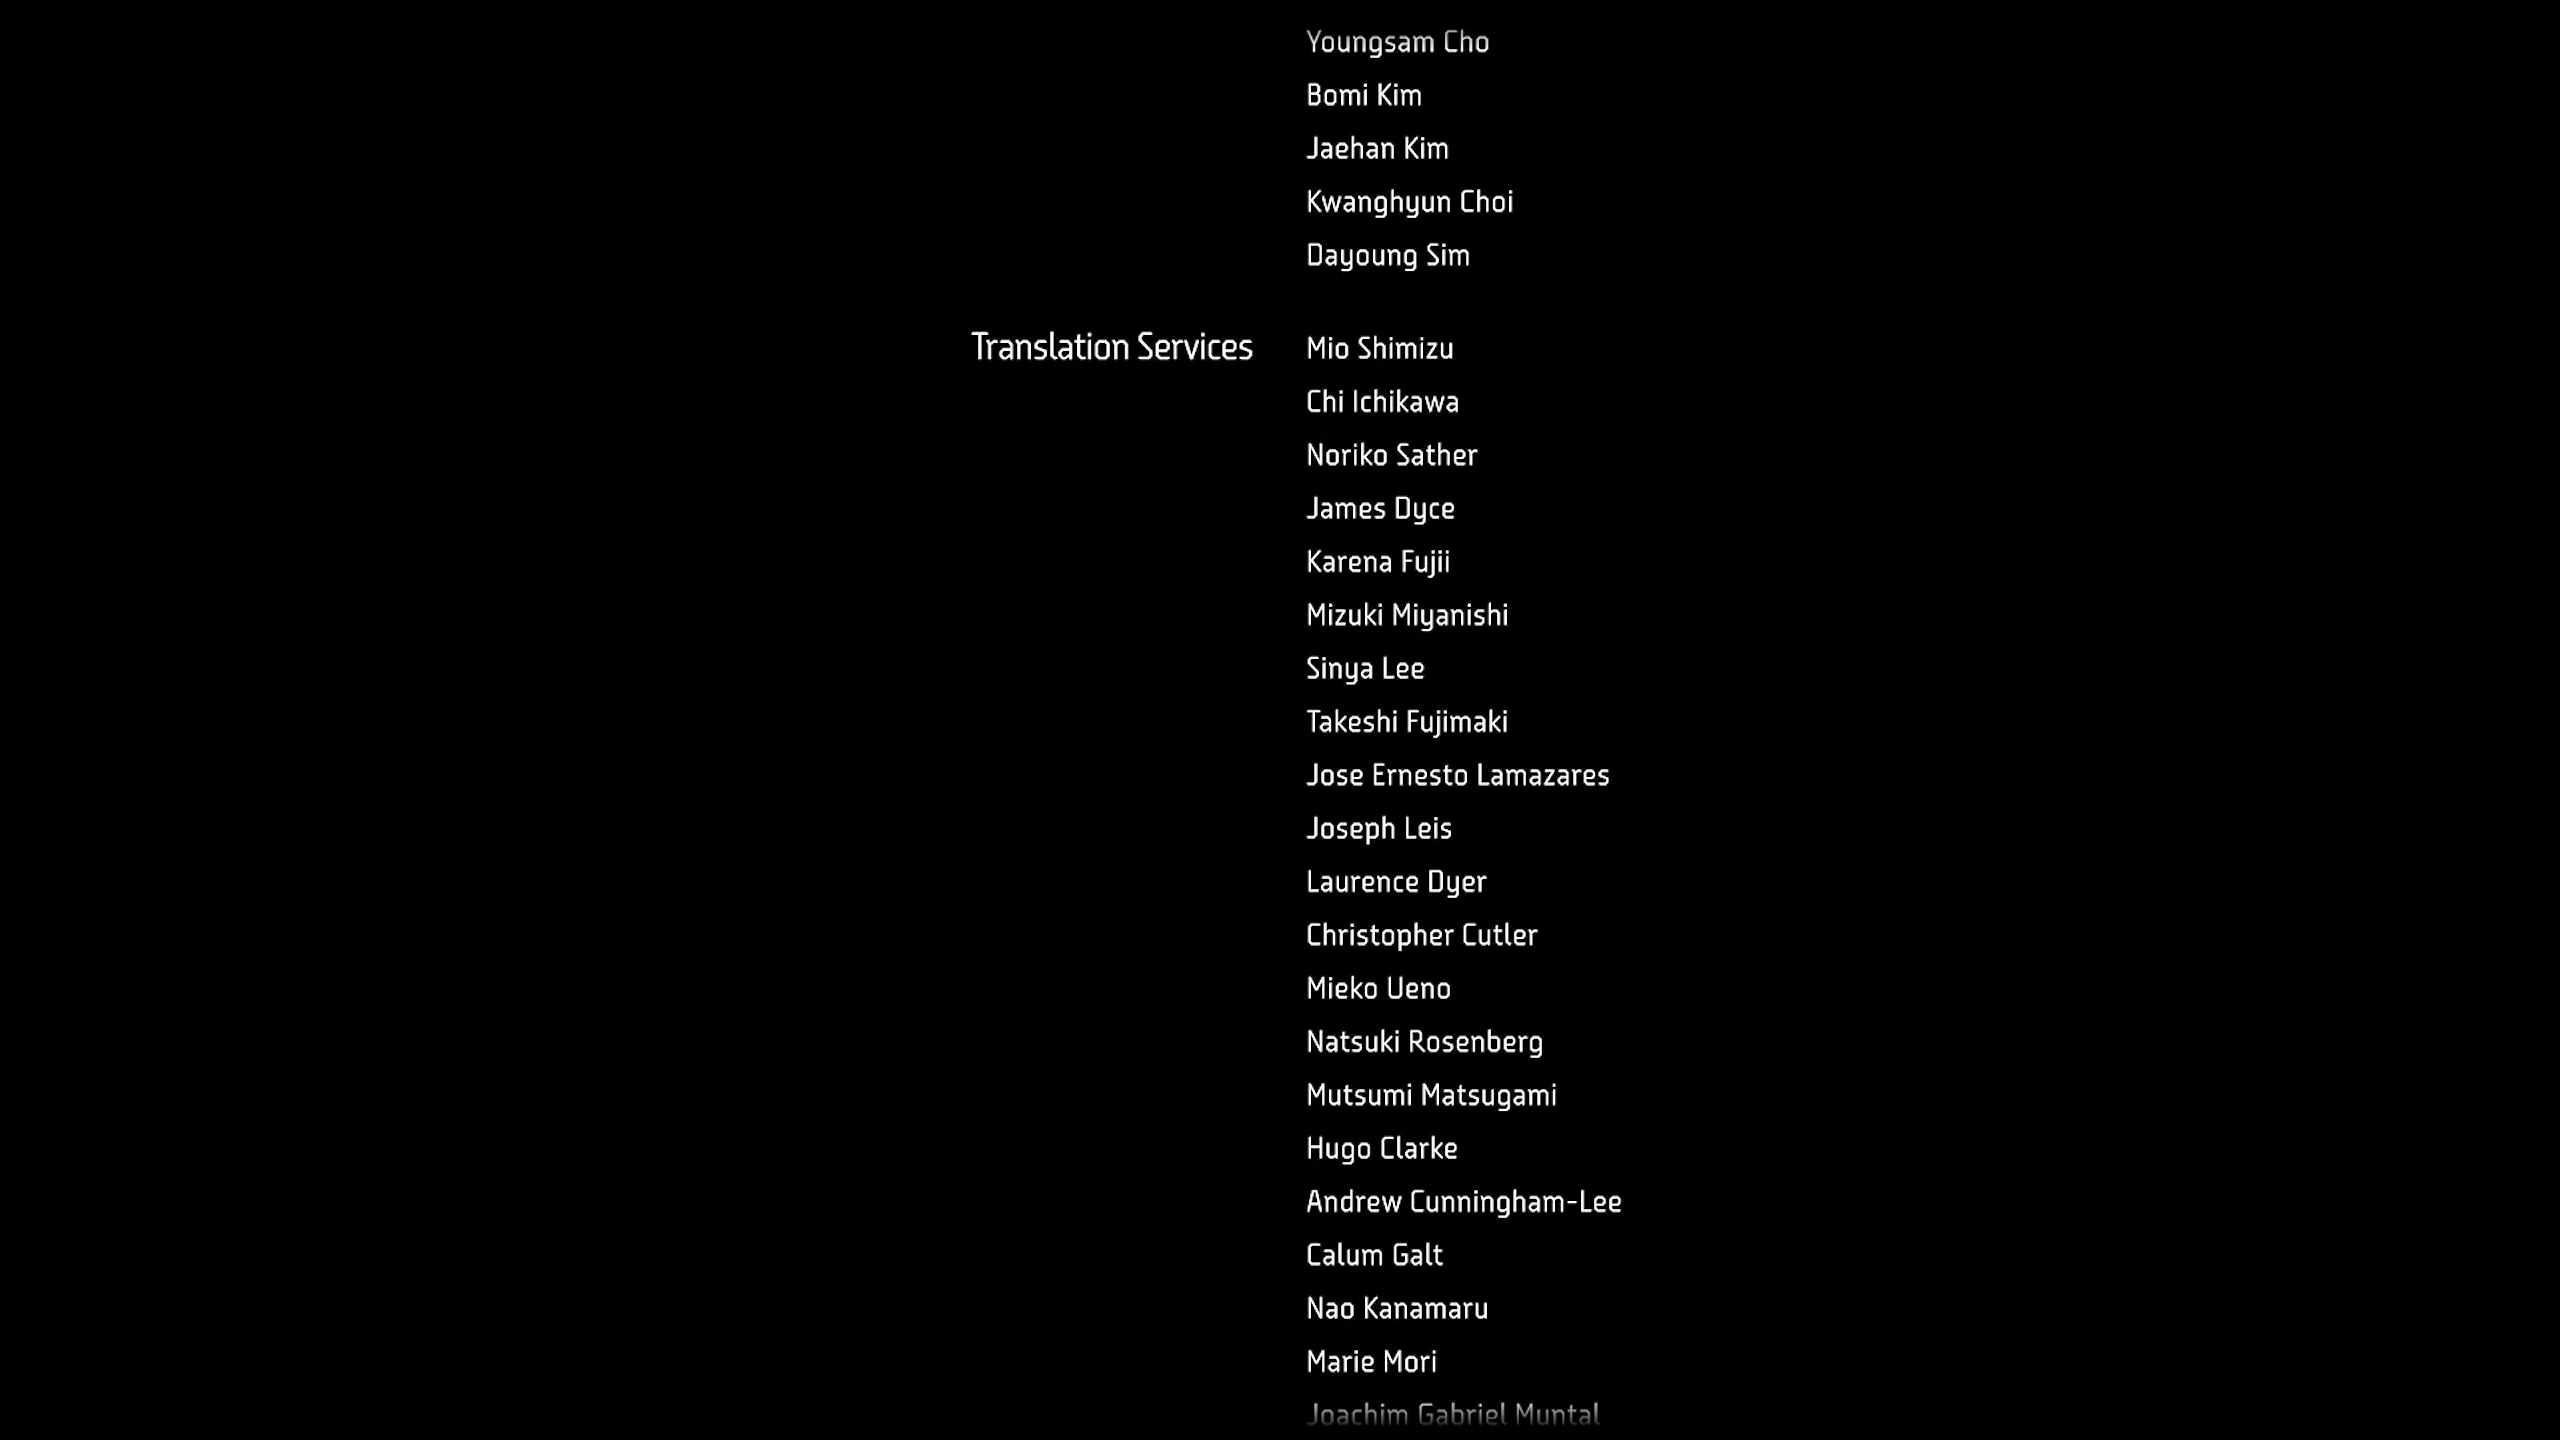 Youngsam Cho
Bomi Kim
Jaehan Kim
Kwanghyun Choi
Dayoung Sim
Translation Services Mio Shimizu
Chi Ichikawa
Noriko Sather
James Dyce
Karena Fujii
Mizuki Miyanishi
Sinya Lee
Takeshi Fujimaki
Jose Ernesto Lamazares
Joseph Leis
Laurence Dyer
Christopher Cutler
Mieko Ueno
Natsuki Rosenberg
Mutsumi Matsugami
Hugo Clarke
Andrew Cunningham-Lee
Calum Galt
Nao Kanamaru
Marie Mori
Joachim Gabriel Muntal